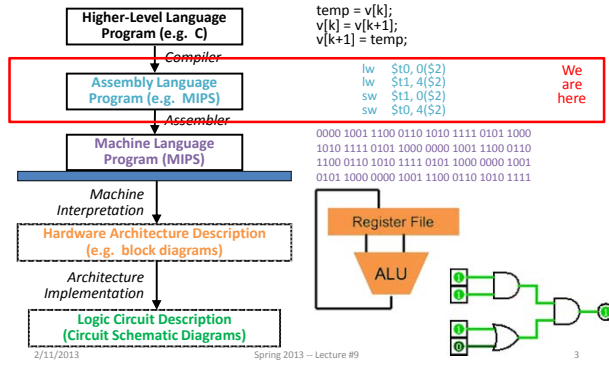 Higher-Level Language
Program (e.g. C)
temp = v[k];
v[k] = v[k+1];
v[k+1] = temp;
Compiler
Assembly Language
Program (e.g. MIPS)
lw $t0, 0($2)
lw $t1, 4($2)
sw $t1, 0($2)
sw $t0, 4($2)
We
are
here
Assembler
Machine Language
Program (MIPS)
0000 1001 1100 0110 1010 1111 0101 1000
1010 1111 0101 1000 0000 1001 1100 0110
1100 0110 1010 1111 0101 1000 0000 1001
0101 1000 0000 1001 1100 0110 1010 1111
Machine
Interpretation
Hardware Architecture Description
(e.g. block diagrams)
Register File
ALU
Architecture
Implementation
Logic Circuit Description
(Circuit Schematic Diagrams)
1
1
1
0
1
2/11/2013
Spring 2013 -- Lecture #9
3